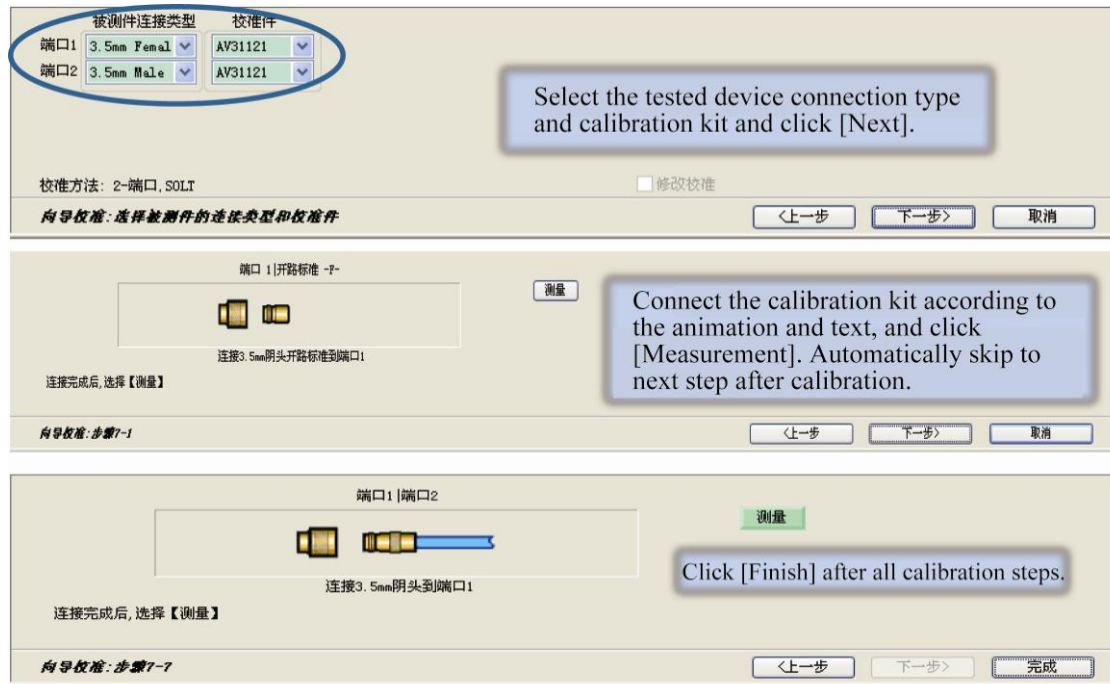 被测件连接类型 校准件
端口1 3.5mm Femal AV31121
端口2 3.5mm Male AV31121
Select the tested device connection type
and calibration kit and click [Next].
校准方法: 2-端口,SOLT
修改校准
向导校准:选择被测件的连接类型和校准件
<上一步 下一步> 取消
端口 1|开路标准 -F-
测量
Connect the calibration kit according to
the animation and text, and click
[Measurement]. Automatically skip to
next step after calibration.
连接3.5mm阴头开路标准到端口1
连接完成后,选择【测量】
向导校准:步骤7-1
<上一步 下一步> 取消
端口1|端口2
测量
Click [Finish] after all calibration steps.
连接3.5mm阴头到端口1
连接完成后,选择【测量】
向导校准:步骤7-7
<上一步 下一步> 完成